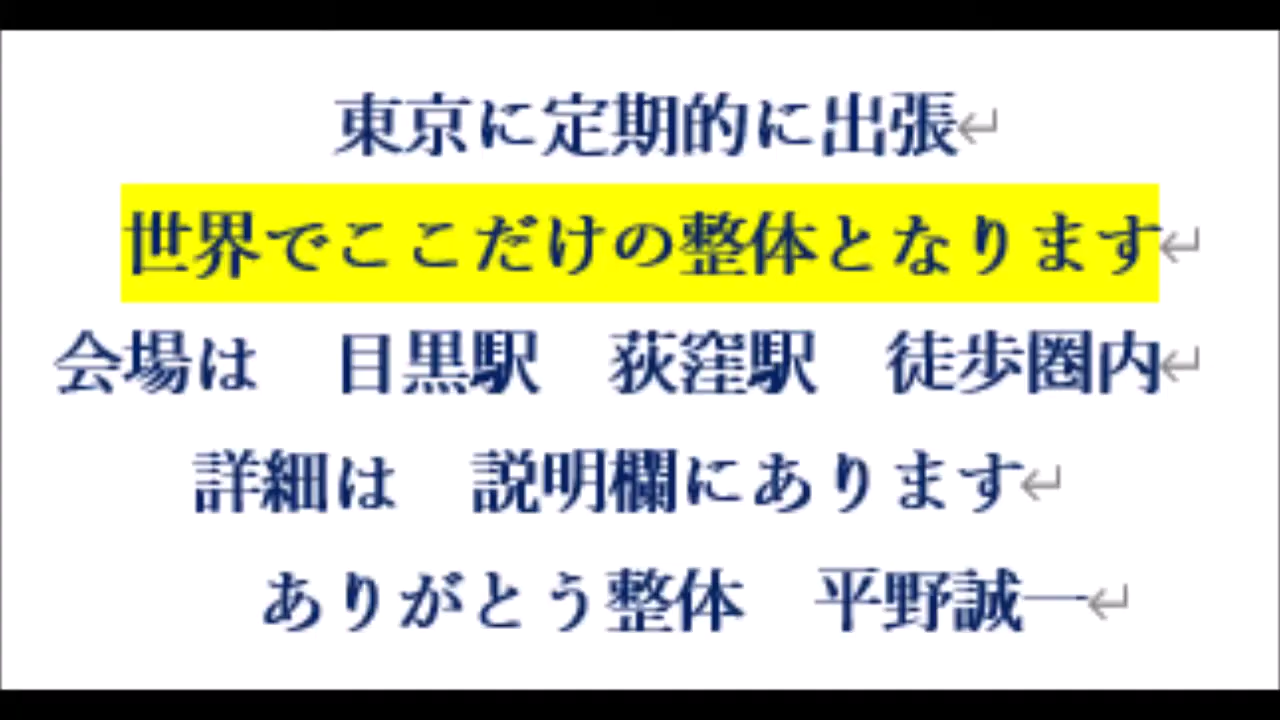 東京に定期的に出張↵
世界でここだけの整体となります↵
会場は　目黒駅　荻窪駅　徒歩圏内↵
詳細は　説明欄にあります↵
ありがとう整体　平野誠一↵